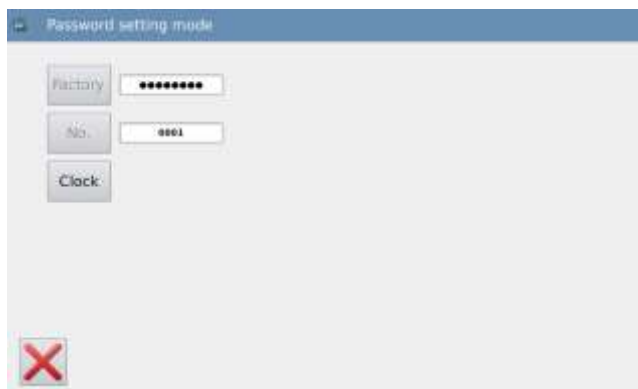 Password setting mode
Factory ●●●●●●●●
No. 0001
Clock